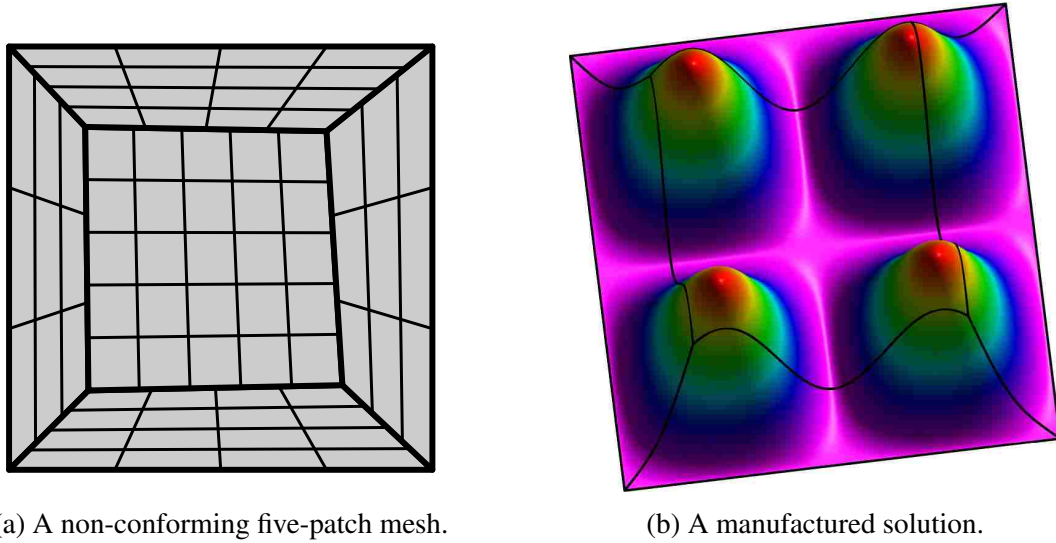 a) A non-conforming five-patch mesh.
(b) A manufactured solution.